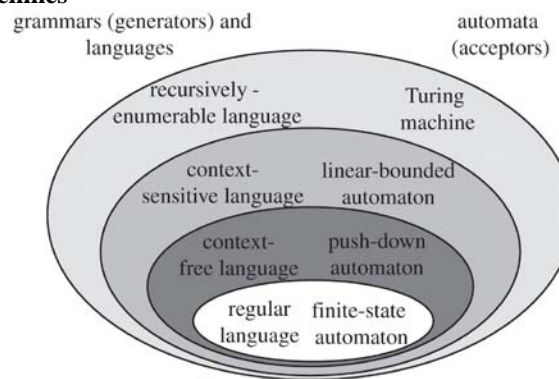 grammars (generators) and
languages
automata
(acceptors)
recursively -
enumerable language
Turing
machine
context-
sensitive language
linear-bounded
automaton
context-
free language
push-down
automaton
regular
language
finite-state
automaton